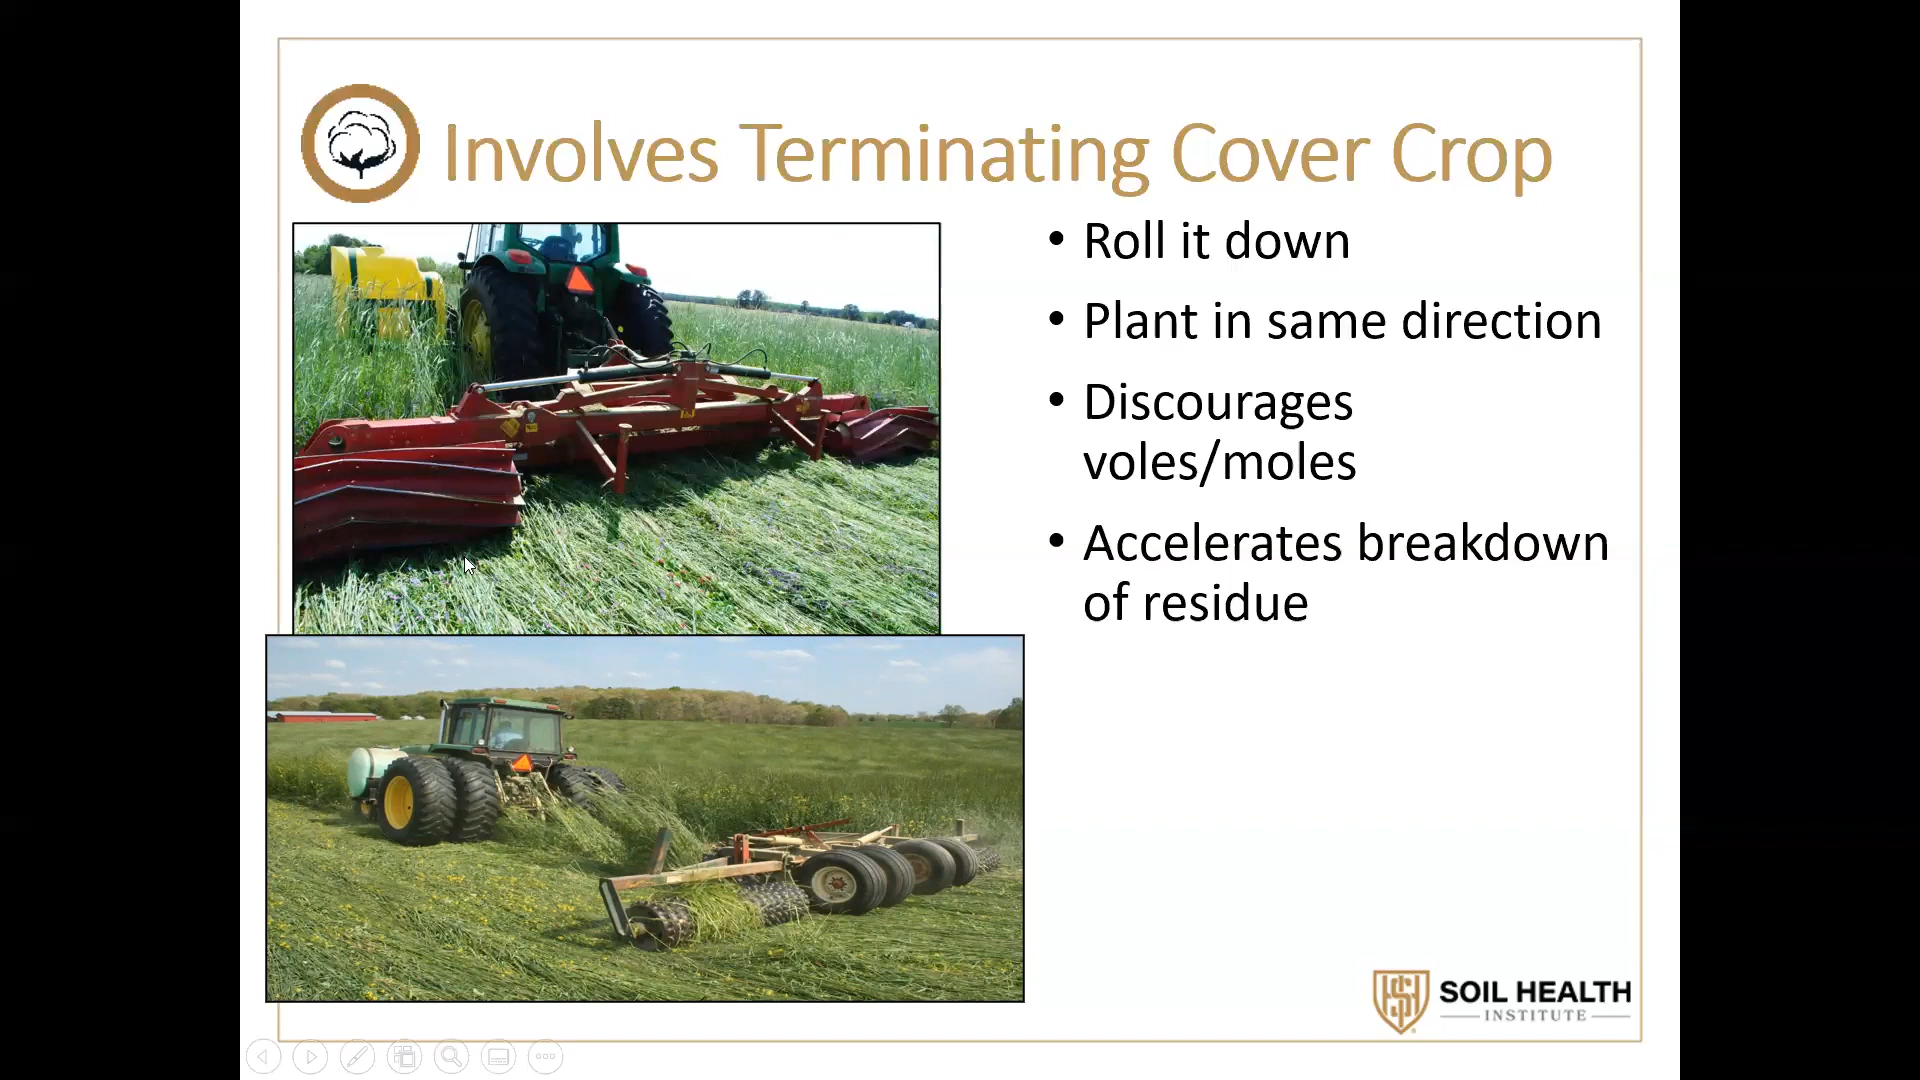 Involves Terminating Cover Crop
• Roll it down
• Plant in same direction
• Discourages
voles/moles
• Accelerates breakdown
of residue
SOIL HEALTH
INSTITUTE